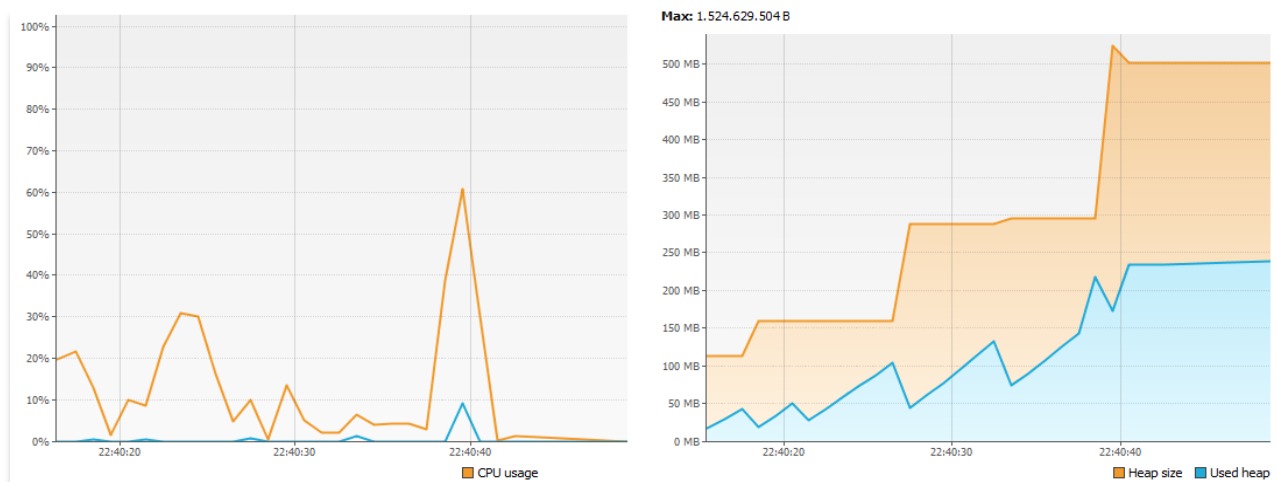 100%
90%
80%
70%
60%
50%
40%
30%
20%
10%
0%
22:40:20 22:40:30 22:40:40
CPU usage
Max: 1.524.629.504 B
500 MB
450 MB
400 MB
350 MB
300 MB
250 MB
200 MB
150 MB
100 MB
50 MB
0 MB
22:40:20 22:40:30 22:40:40
Heap size Used heap